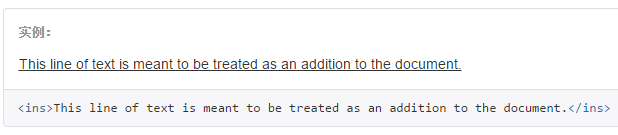 实例：
This line of text is meant to be treated as an addition to the document.
<ins>This line of text is meant to be treated as an addition to the document.</ins>